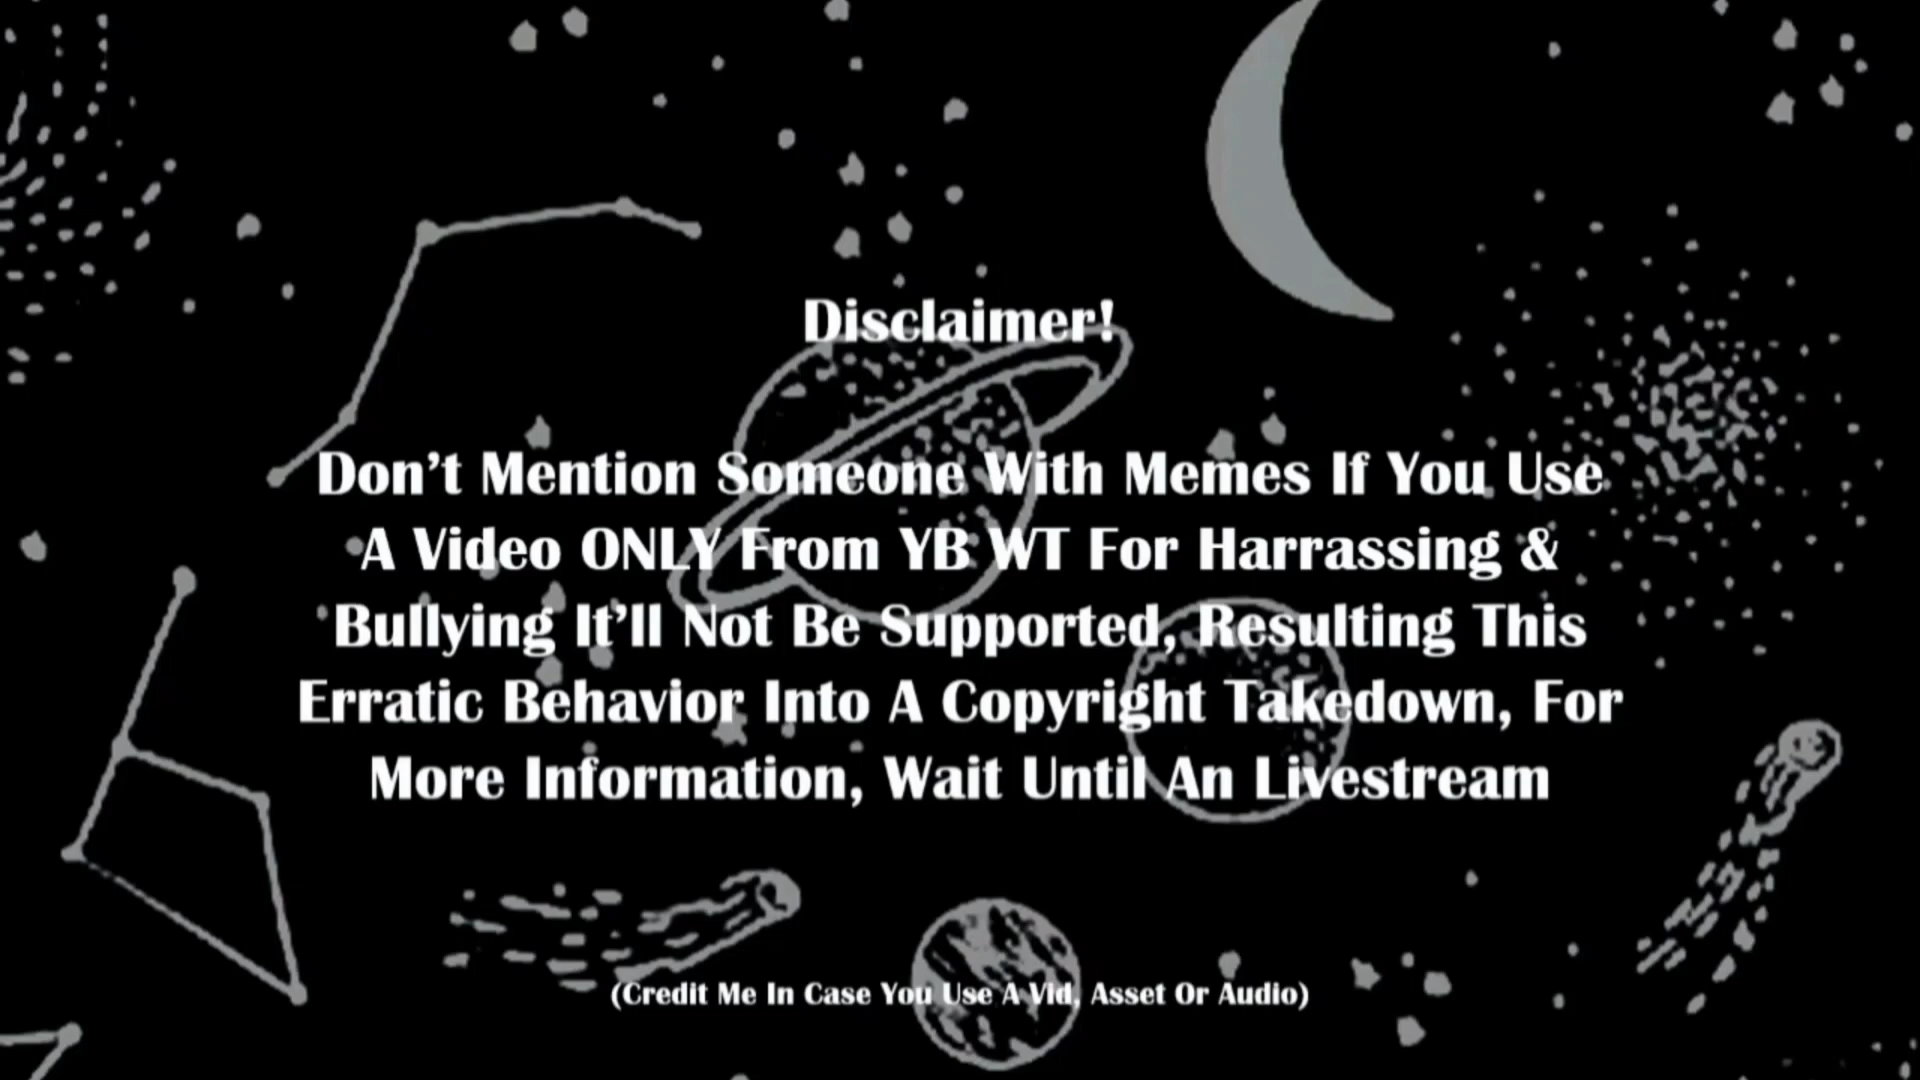 Disclaimer!
Don’t Mention Someone With Memes If You Use
A Video ONLY From YB WT For Harrassing &
Bullying It’ll Not Be Supported, Resulting This
Erratic Behavior Into A Copyright Takedown, For
More Information, Wait Until An Livestream
(Credit Me In Case You Use A Vid, Asset Or Audio)